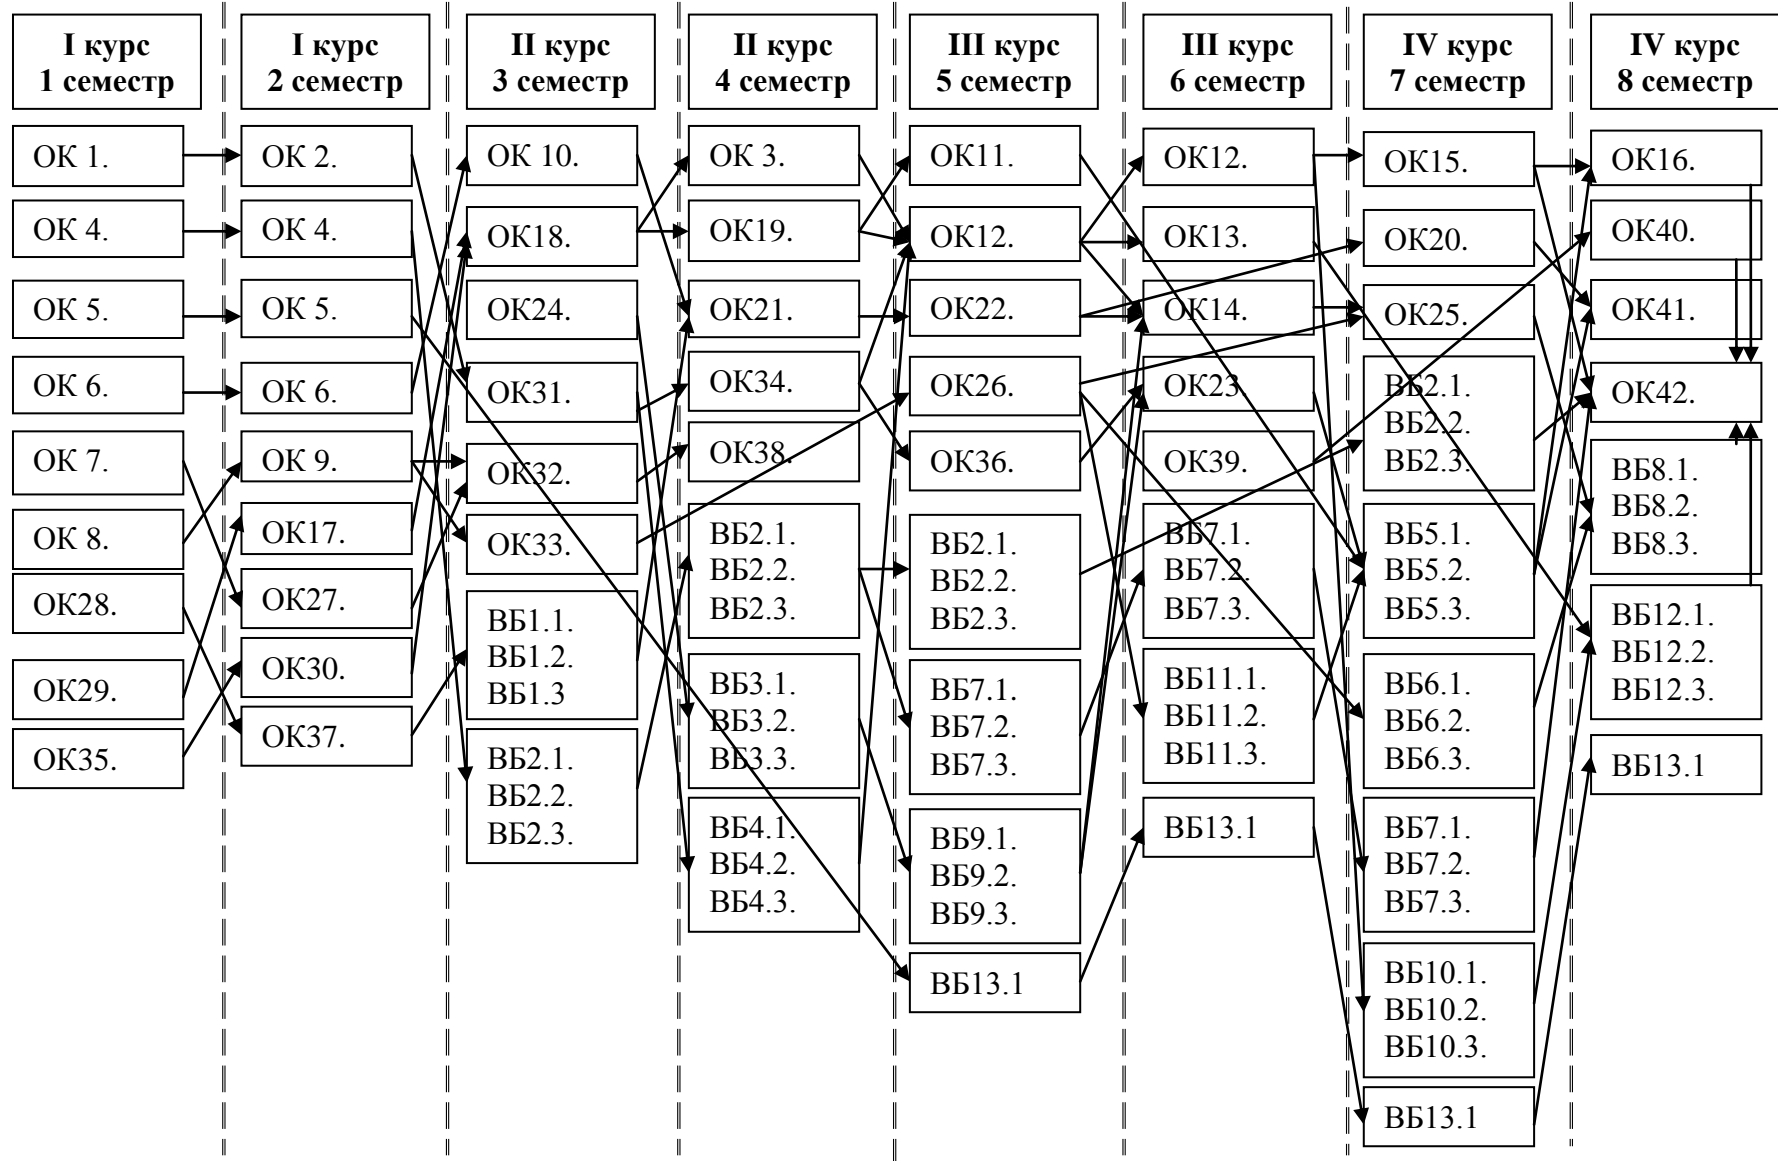 I курс
1 семестр
I курс
2 семестр
II курс
3 семестр
II курс
4 семестр
III курс
5 семестр
III курс
6 семестр
IV курс
7 семестр
IV курс
8 семестр
ОК 1.
ОК 4.
ОК 5.
ОК 6.
ОК 7.
ОК 8.
ОК28.
ОК29.
ОК35.
ОК 2.
ОК 4.
ОК 5.
ОК 6.
ОК 9.
ОК17.
ОК27.
ОК30.
ОК37.
ОК 10.
ОК18.
ОК24.
ОК31.
ОК32.
ОК33.
ВБ1.1.
ВБ1.2.
ВБ1.3
ВБ2.1.
ВБ2.2.
ВБ2.3.
ОК 3.
ОК19.
ОК21.
ОК34.
ОК38.
ВБ2.1.
ВБ2.2.
ВБ2.3.
ВБ3.1.
ВБ3.2.
ВБ3.3.
ВБ4.1.
ВБ4.2.
ВБ4.3.
ОК11.
ОК12.
ОК22.
ОК26.
ОК36.
ВБ2.1.
ВБ2.2.
ВБ2.3.
ВБ7.1.
ВБ7.2.
ВБ7.3.
ВБ9.1.
ВБ9.2.
ВБ9.3.
ВБ13.1
ОК12.
ОК13.
ОК14.
ОК23
ОК39.
ВБ7.1.
ВБ7.2.
ВБ7.3.
ВБ11.1.
ВБ11.2.
ВБ11.3.
ВБ13.1
ОК15.
ОК20.
ОК25.
ВБ2.1.
ВБ2.2.
ВБ2.3.
ВБ5.1.
ВБ5.2.
ВБ5.3.
ВБ6.1.
ВБ6.2.
ВБ6.3.
ВБ7.1.
ВБ7.2.
ВБ7.3.
ВБ10.1.
ВБ10.2.
ВБ10.3.
ВБ13.1
ОК16.
ОК40.
ОК41.
ОК42.
ВБ8.1.
ВБ8.2.
ВБ8.3.
ВБ12.1.
ВБ12.2.
ВБ12.3.
ВБ13.1